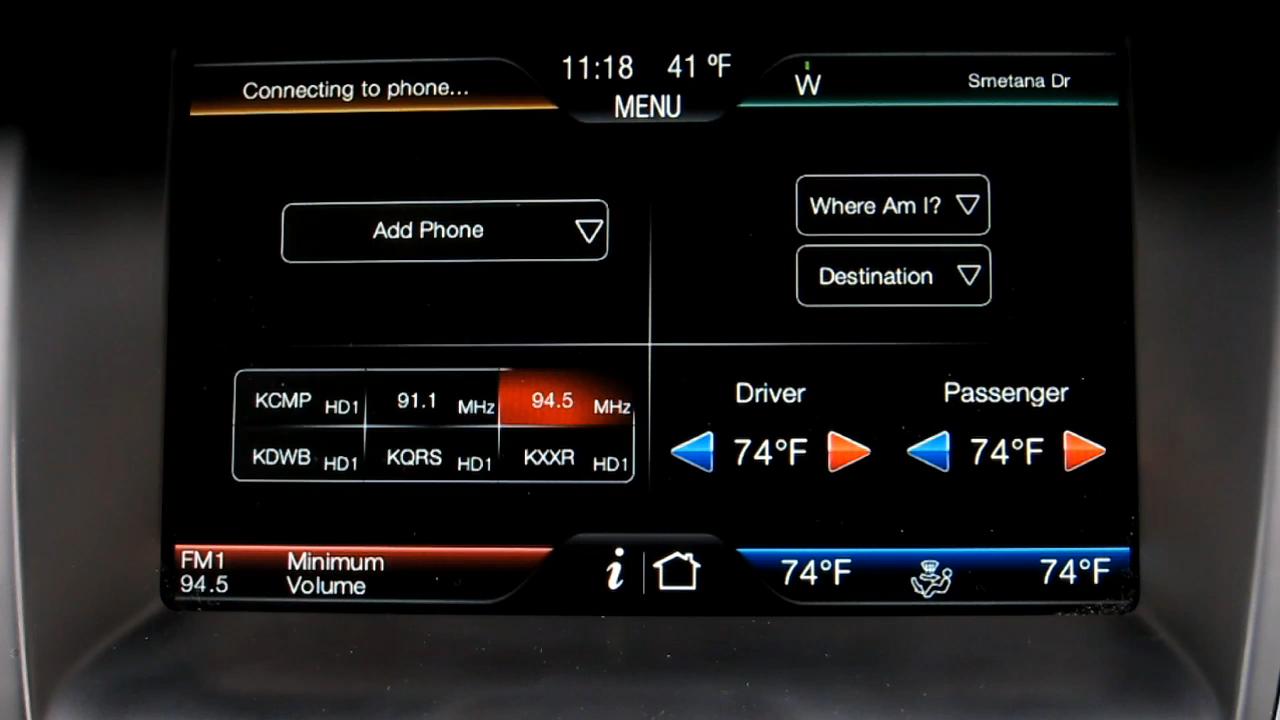 11:18 41 ºF
Connecting to phone...
MENU
W
Smetana Dr
Add Phone
Where Am I?
Destination
KCMP HD1 91.1 MHz 94.5 MHz
KDWB HD1 KQRS HD1 KXXR HD1
Driver Passenger
74°F 74°F
FM1 Minimum
94.5 Volume
i
74°F 74°F